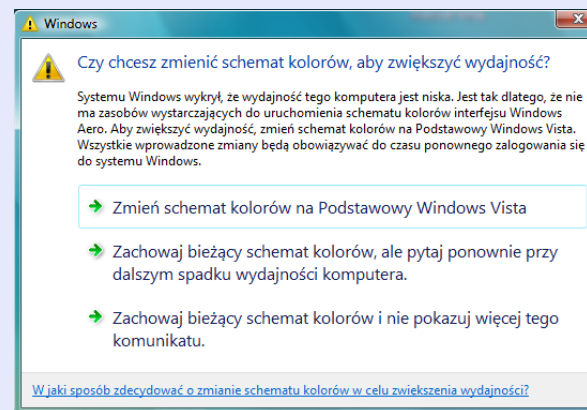 Windows
Czy chcesz zmienić schemat kolorów, aby zwiększyć wydajność?
Systemu Windows wykrył, że wydajność tego komputera jest niska. Jest tak dlatego, że nie
ma zasobów wystarczających do uruchomienia schematu kolorów interfejsu Windows
Aero. Aby zwiększyć wydajność, zmień schemat kolorów na Podstawowy Windows Vista.
Wszystkie wprowadzone zmiany będą obowiązywać do czasu ponownego zalogowania się
do systemu Windows.
Zmień schemat kolorów na Podstawowy Windows Vista
Zachowaj bieżący schemat kolorów, ale pytaj ponownie przy
dalszym spadku wydajności komputera.
Zachowaj bieżący schemat kolorów i nie pokazuj więcej tego
komunikatu.
W jaki sposób zdecydować o zmianie schematu kolorów w celu zwiekszenia wydajności?